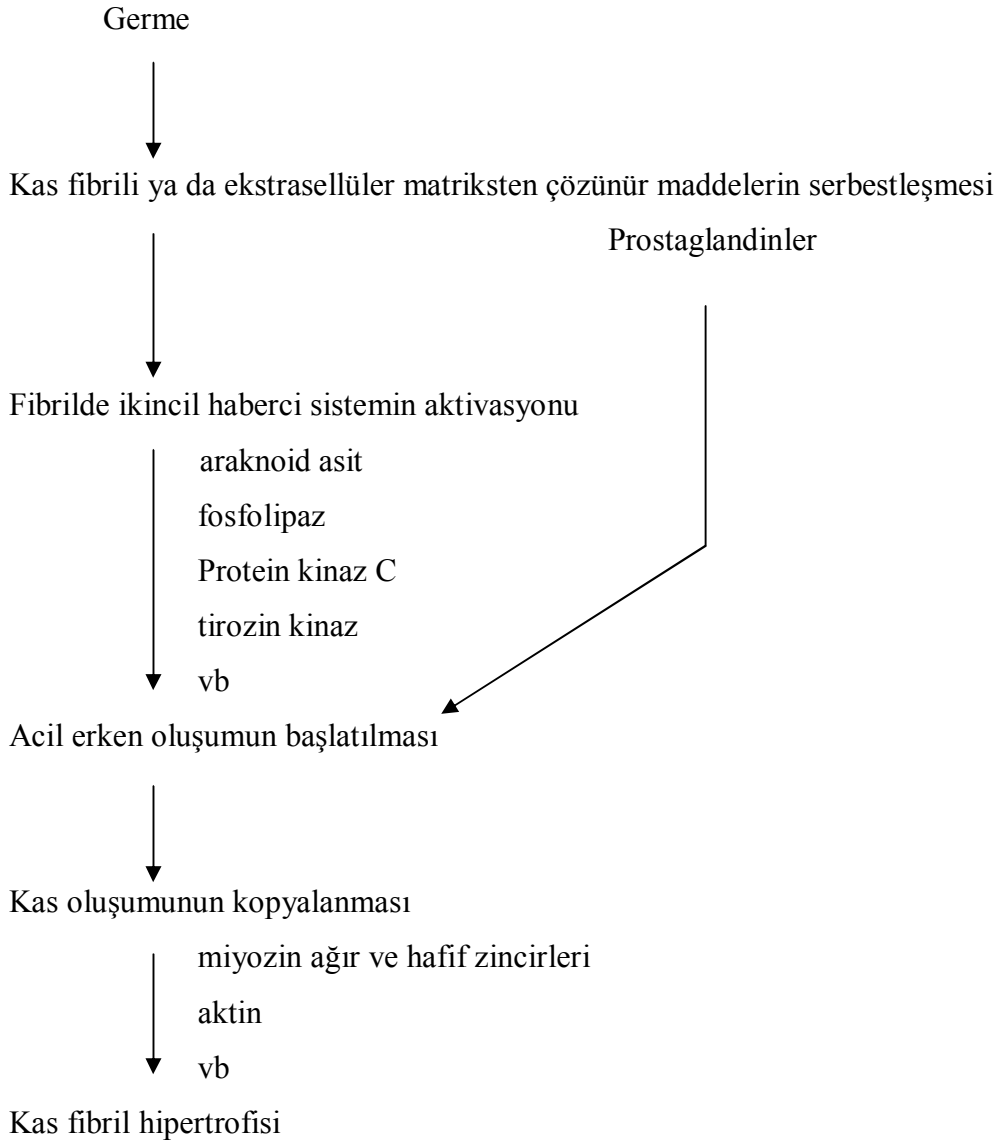 Germe
Kas fibrili ya da ekstrasellüler matriksten çözünür maddelerin serbestleşmesi
Prostaglandinler
Fibrilde ikincil haberci sistemin aktivasyonu
araknoid asit
fosfolipaz
Protein kinaz C
tirozin kinaz
vb
Acil erken oluşumun başlatılması
Kas oluşumunun kopyalanması
miyozin ağır ve hafif zincirleri
aktin
vb
Kas fibril hipertrofisi